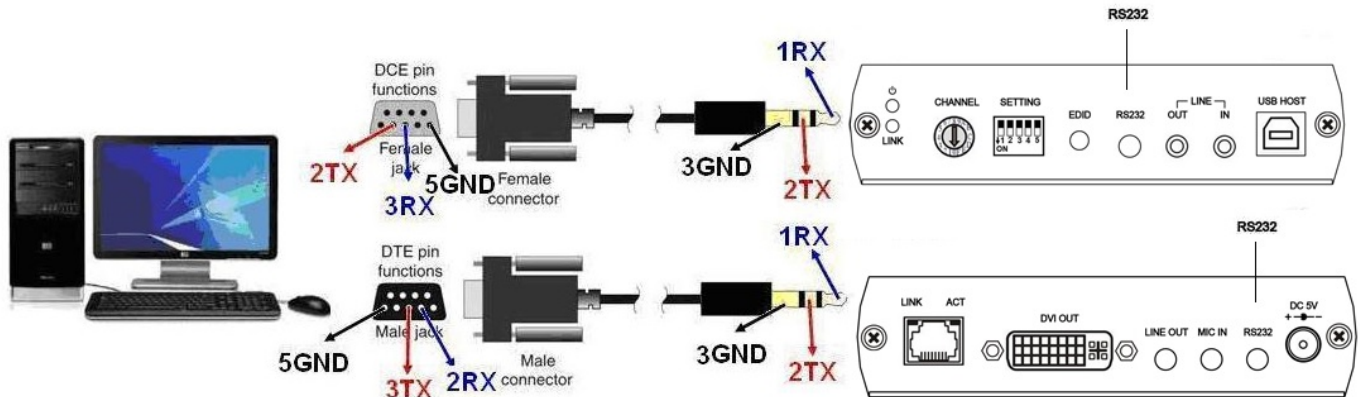 RS232
DCE pin
functions
Female
jack
2TX
3RX
5GND
Female
connector
1RX
3GND
2TX
CHANNEL
SETTING
1 2 3 4 5
ON
LINK
EDID
RS232
LINE
OUT
IN
USB HOST
RS232
DTE pin
functions
Male jack
5GND
3TX
2RX
Male
connector
1RX
3GND
2TX
LINK
ACT
DVI OUT
LINE OUT
MIC IN
RS232
DC 5V
+
-